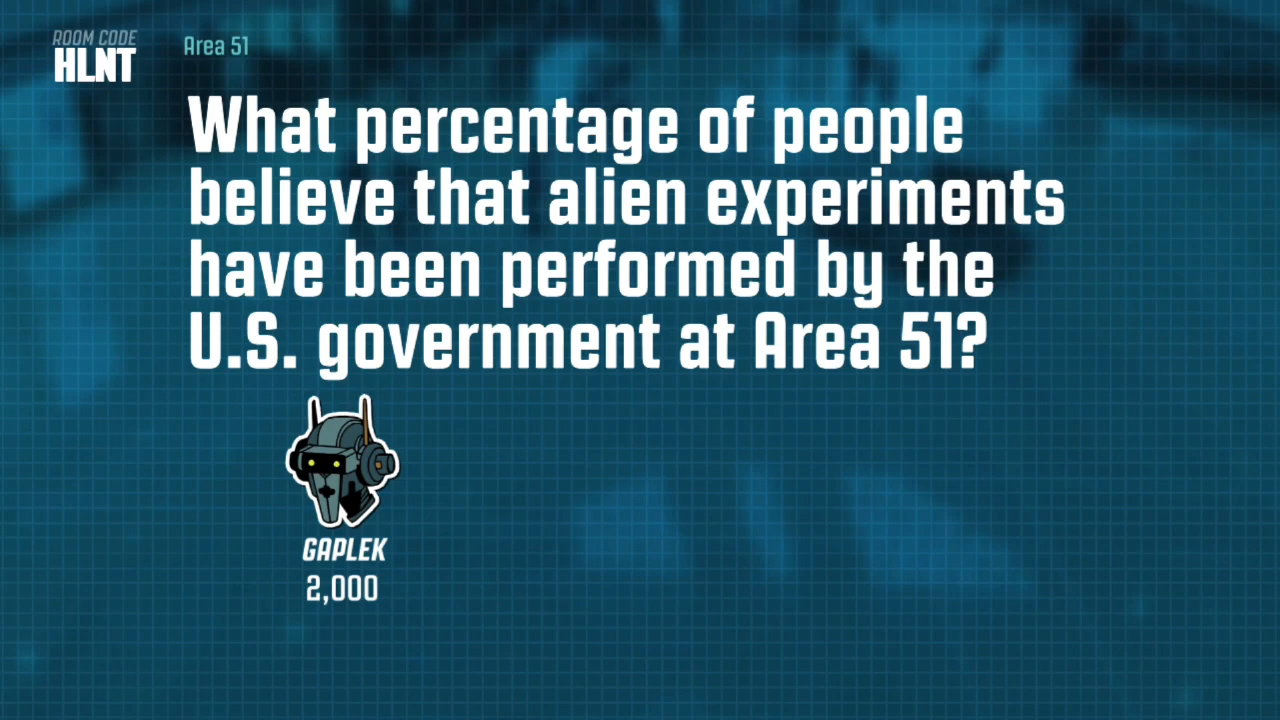 ROOM CODE
HLNT
Area 51
What percentage of people
believe that alien experiments
have been performed by the
U.S. government at Area 51?
GAPLEK
2,000